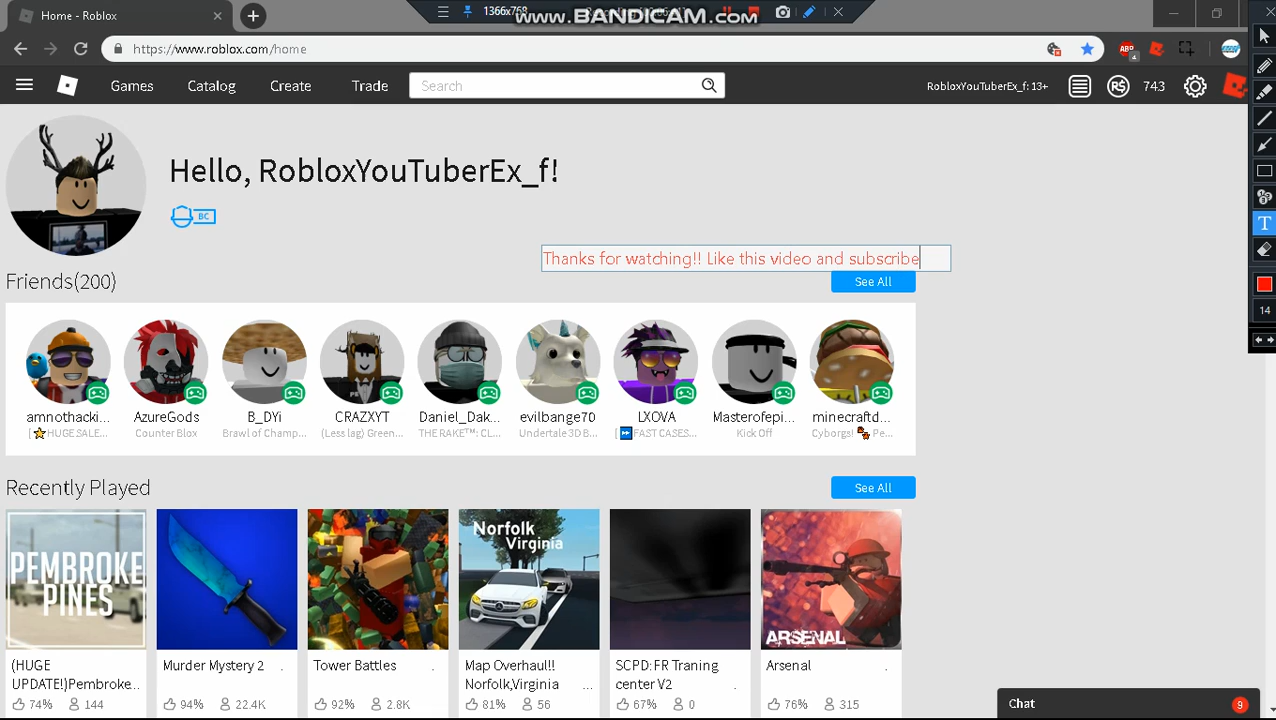 Home - Roblox
1366x768
www.BANDICAM.com
https://www.roblox.com/home
ABP
4
Games Catalog Create Trade Search RobloxYouTuberEx_f: 13+ R$ 743
Hello, RobloxYouTuberEx_f!
BC
Thanks for watching!! Like this video and subscribe
T
14
Friends(200) See All
amnothacki... AzureGods B_DYi CRAZXYT Daniel_Dak... evilbange70 LXOVA Masterofepi... minecraftd...
[⭐HUGE SALE... Counter Blox Brawl of Champ... (Less lag) Green... THE RAKE™: CL... Undertale 3D B... [⏩FAST CASES... Kick Off Cyborgs! Pe...
Recently Played See All
PEMBROKE PINES
Norfolk
Virginia
ARSENAL
(HUGE UPDATE!)Pembroke... Murder Mystery 2 Tower Battles Map Overhaul!! Norfolk,Virginia ... SCPD: FR Traning center V2 Arsenal
74% 144 94% 22.4K 92% 2.8K 81% 50 67% 0 76% 315
Chat 9